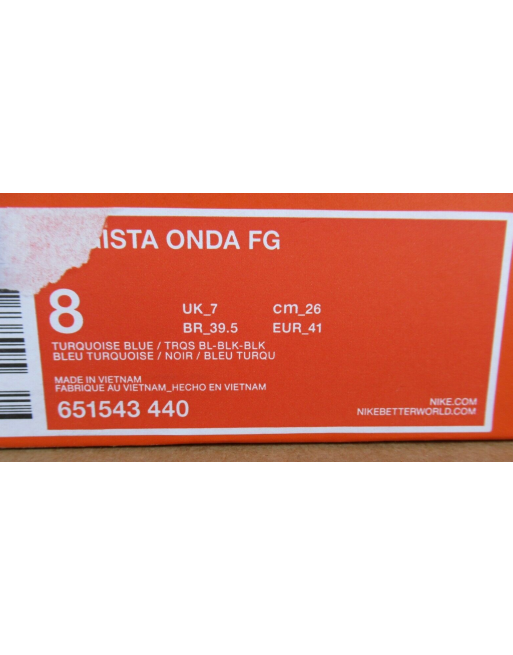 ONDA FG
8
UK_7 cm_26
BR_39.5 EUR_41
TURQUOISE BLUE / TRQS BL-BLK-BLK
BLEU TURQUOISE / NOIR / BLEU TURQU
MADE IN VIETNAM
FABRIQUE AU VIETNAM_HECHO EN VIETNAM
651543 440
NIKE.COM
NIKEBETTERWORLD.COM